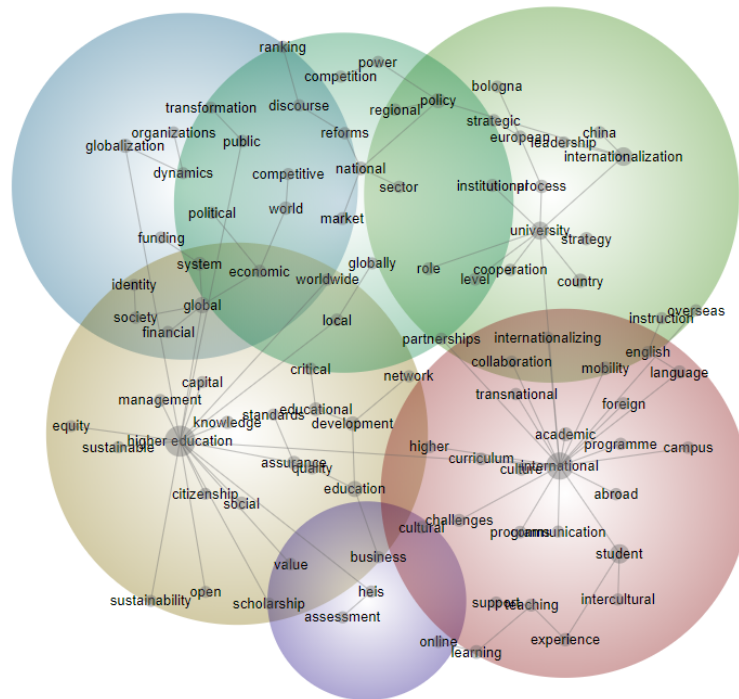 ranking
power
competition
bologna
transformation
discourse
regional
policy
strategic
organizations
reforms
china
european
leadership
globalization
public
internationalization
dynamics
competitive
national
sector
institutional
process
political
world
market
university
strategy
funding
system
economic
globally
role
cooperation
level
country
identity
worldwide
global
society
financial
local
overseas
instruction
partnerships
internationalizing
english
collaboration
mobility
language
critical
network
capital
management
transnational
foreign
equity
knowledge
standards
educational
development
academic
higher education
sustainable
higher
programme
campus
assurance
quality
curriculum
culture
international
citizenship
social
education
abroad
cultural
challenges
programs
communication
student
value
business
sustainability
open
scholarship
heis
assessment
support
teaching
intercultural
online
learning
experience